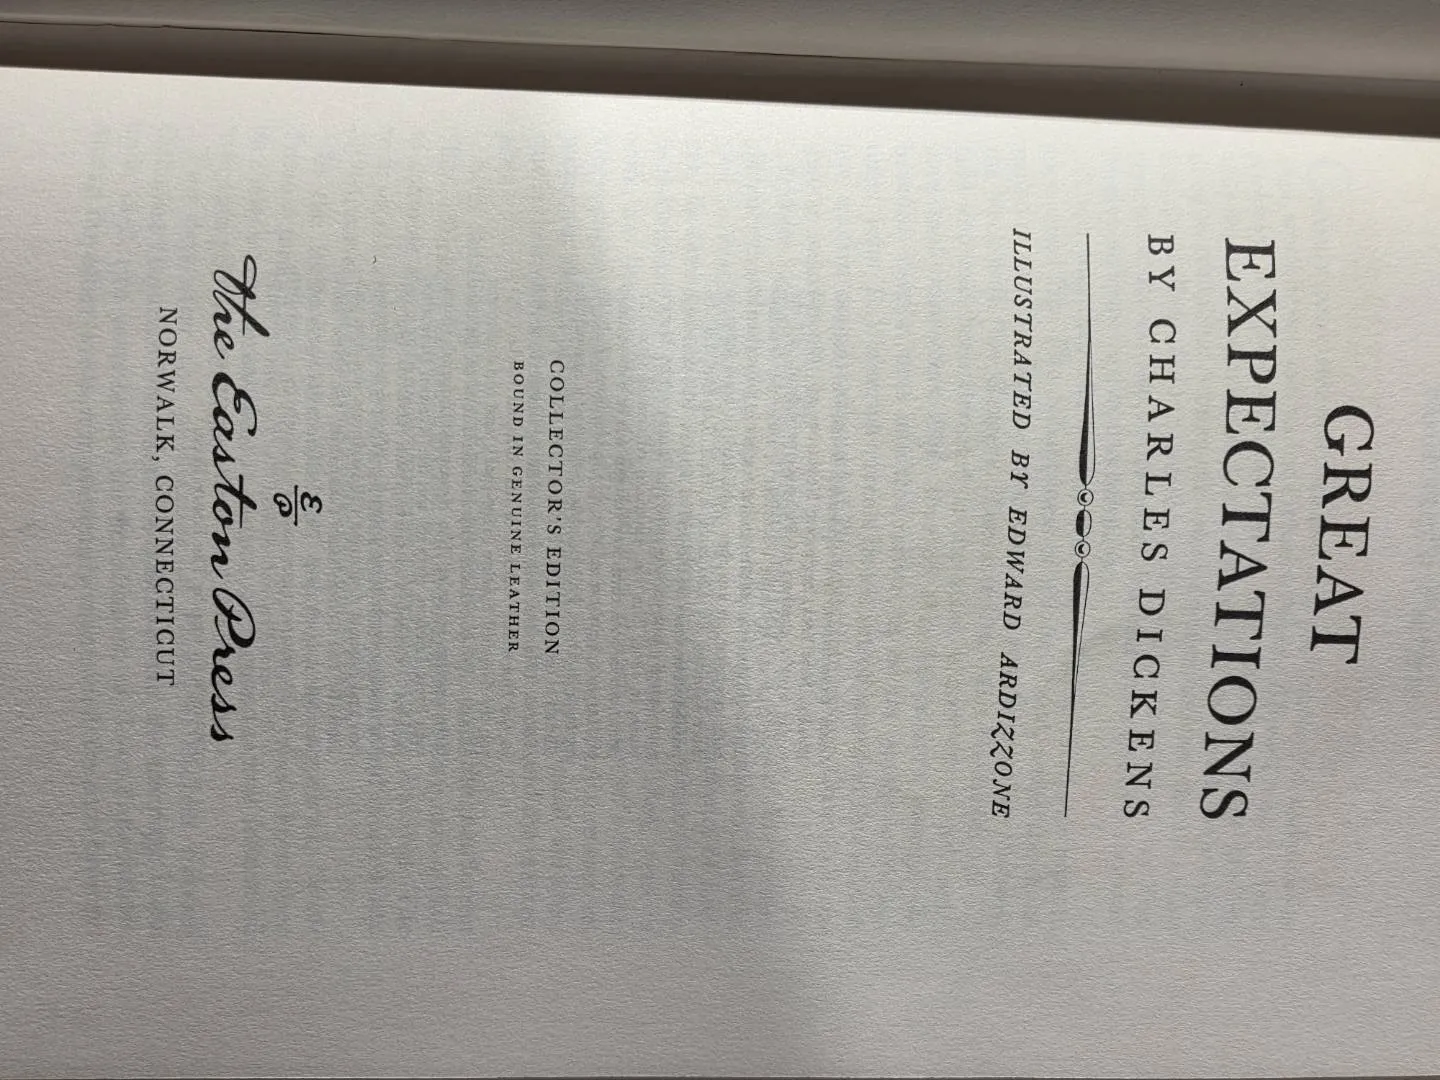 GREAT
EXPECTATIONS
BY CHARLES DICKENS
ILLUSTRATED BY EDWARD ARDIZZONE
COLLECTOR'S EDITION
BOUND IN GENUINE LEATHER
E
P
The Easton Press
NORWALK, CONNECTICUT